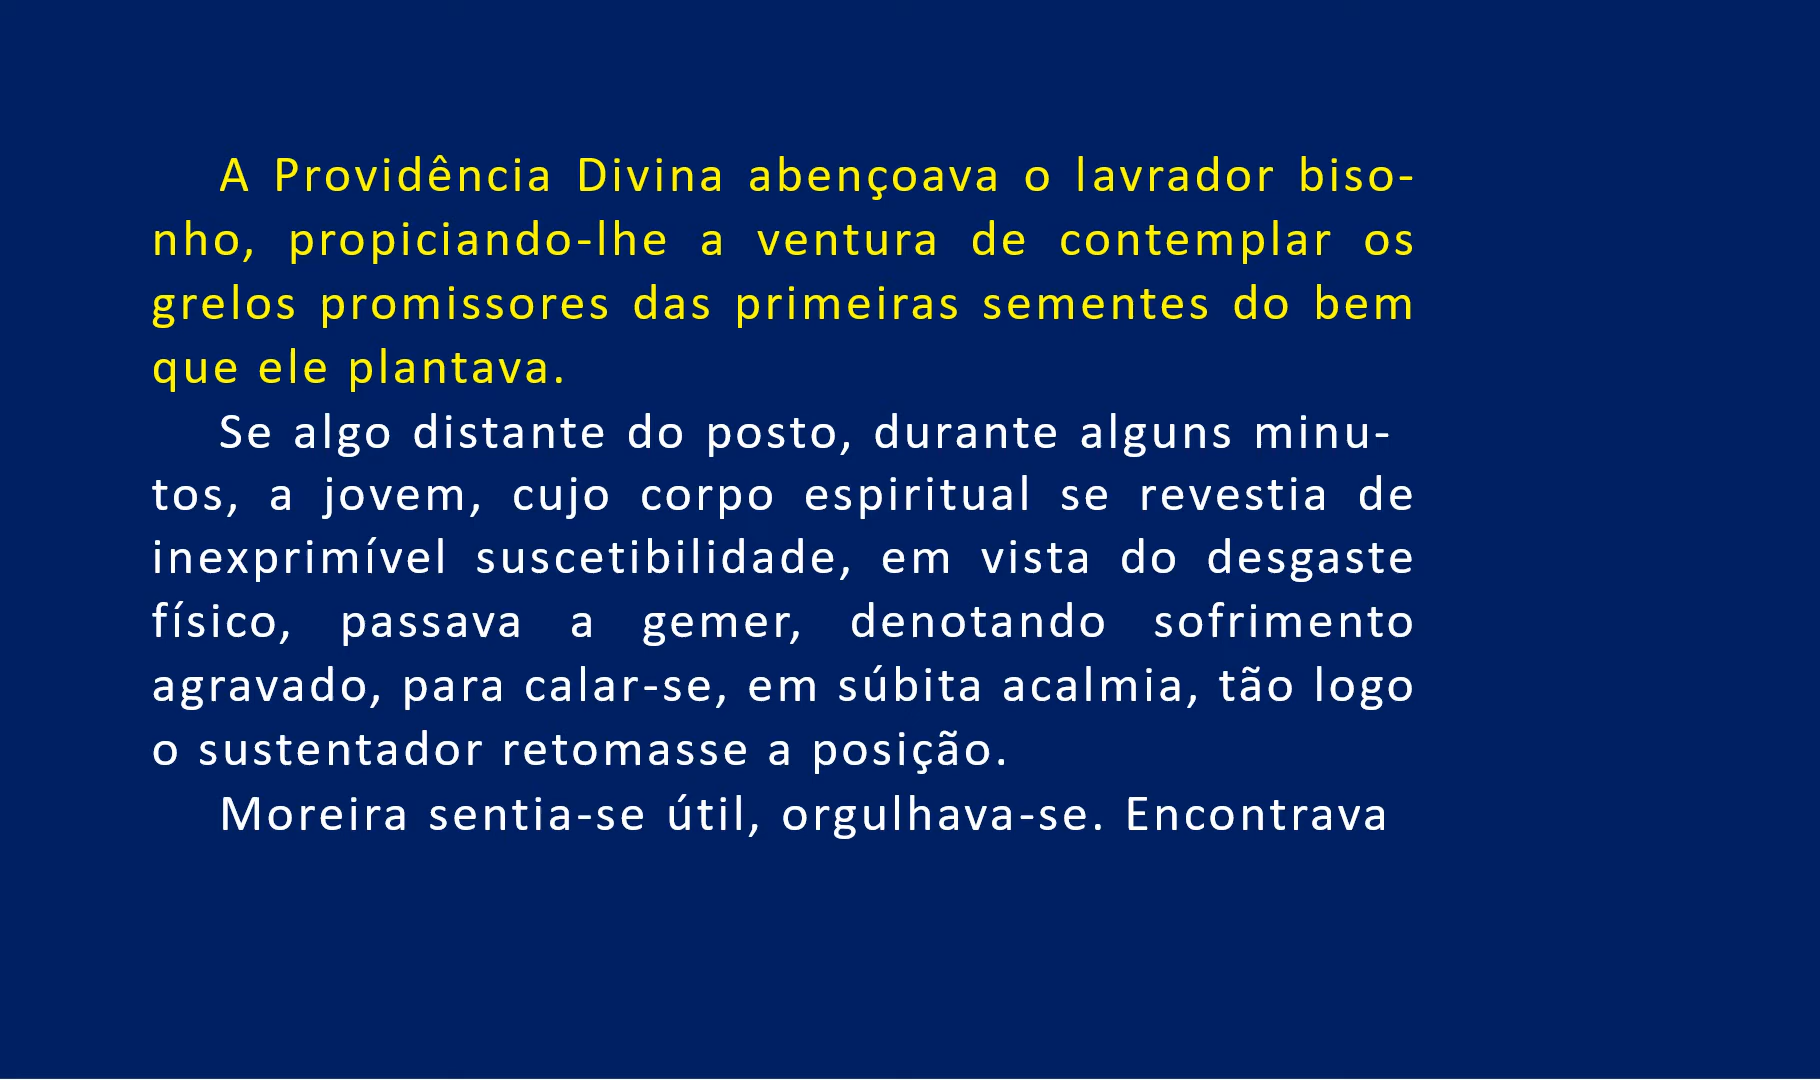 A Providência Divina abençoava o lavrador biso-
nho, propiciando-lhe a ventura de contemplar os
grelos promissores das primeiras sementes do bem
que ele plantava.
Se algo distante do posto, durante alguns minu-
tos, a jovem, cujo corpo espiritual se revestia de
inexprimível suscetibilidade, em vista do desgaste
físico, passava a gemer, denotando sofrimento
agravado, para calar-se, em súbita acalmia, tão logo
o sustentador retomasse a posição.
Moreira sentia-se útil, orgulhava-se. Encontrava